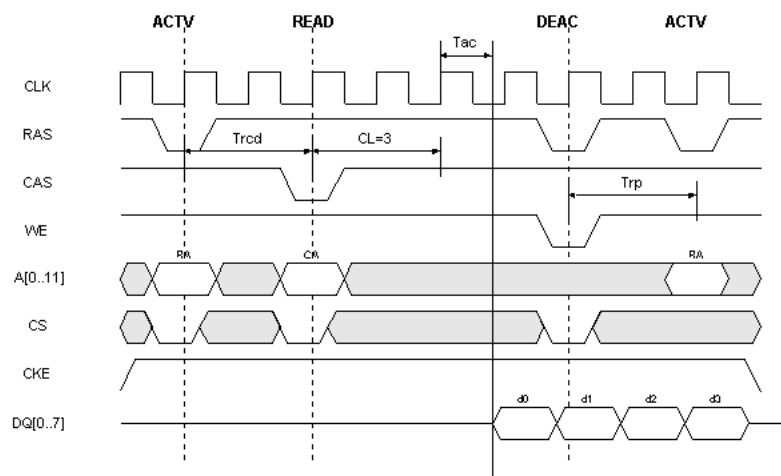 ACTV READ DEAC ACTV
Tac
CLK
RAS
Trcd CL=3
CAS
Trp
WE
RA CA RA
A[0..11]
CS
CKE
d0 d1 d2 d3
DQ[0..7]